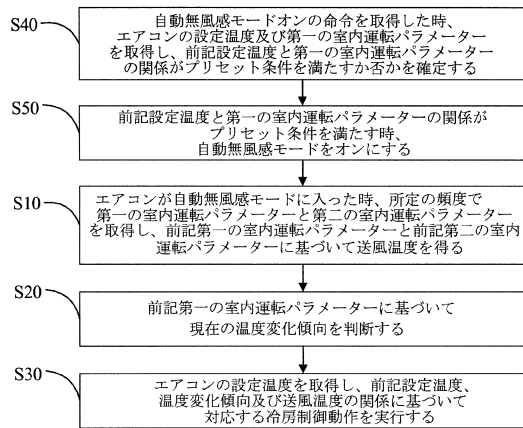 S40
自動無風感モードオンの命令を取得した時、
エアコンの設定温度及び第一の室内運転パラメーター
を取得し、前記設定温度と第一の室内運転パラメーター
の関係がプリセット条件を満たすか否かを確定する
S50
前記設定温度と第一の室内運転パラメーターの関係が
プリセット条件を満たす時、
自動無風感モードをオンにする
S10
エアコンが自動無風感モードに入った時、所定の頻度で
第一の室内運転パラメーターと第二の室内運転パラメーター
を取得し、前記第一の室内運転パラメーターと前記第二の室内
運転パラメーターに基づいて送風温度を得る
S20
前記第一の室内運転パラメーターに基づいて
現在の温度変化傾向を判断する
S30
エアコンの設定温度を取得し、前記設定温度、
温度変化傾向及び送風温度の関係に基づいて
対応する冷房制御動作を実行する